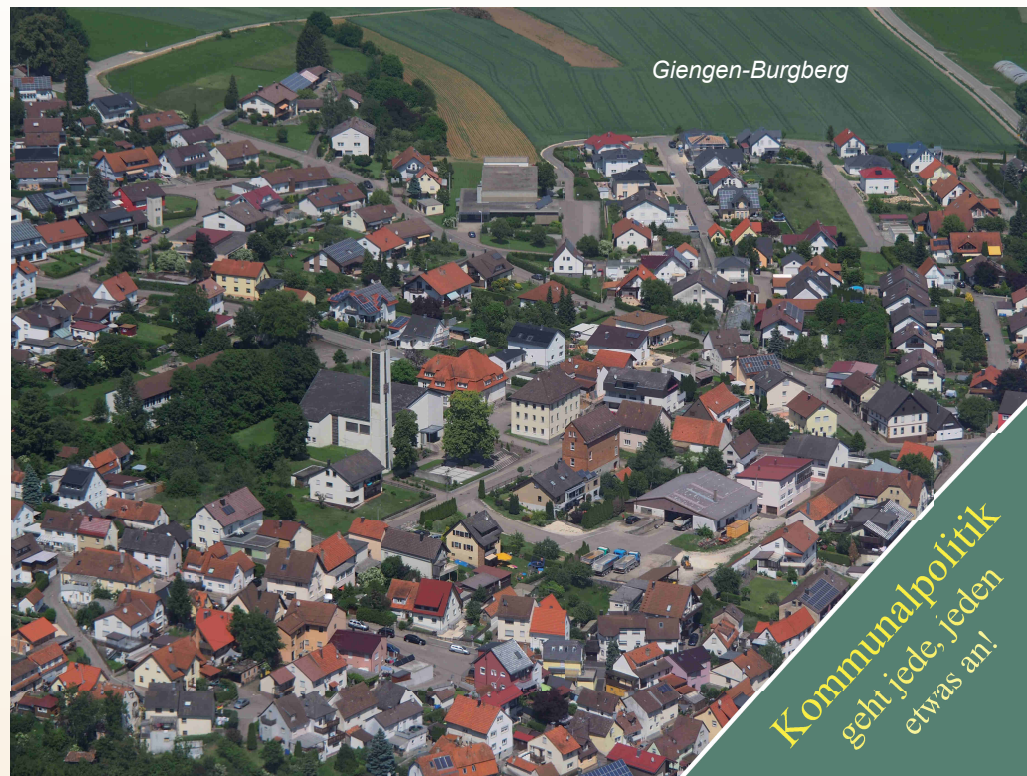 Giengen-Burgberg
Kommunalpolitik
geht jede, jeden
etwas an!